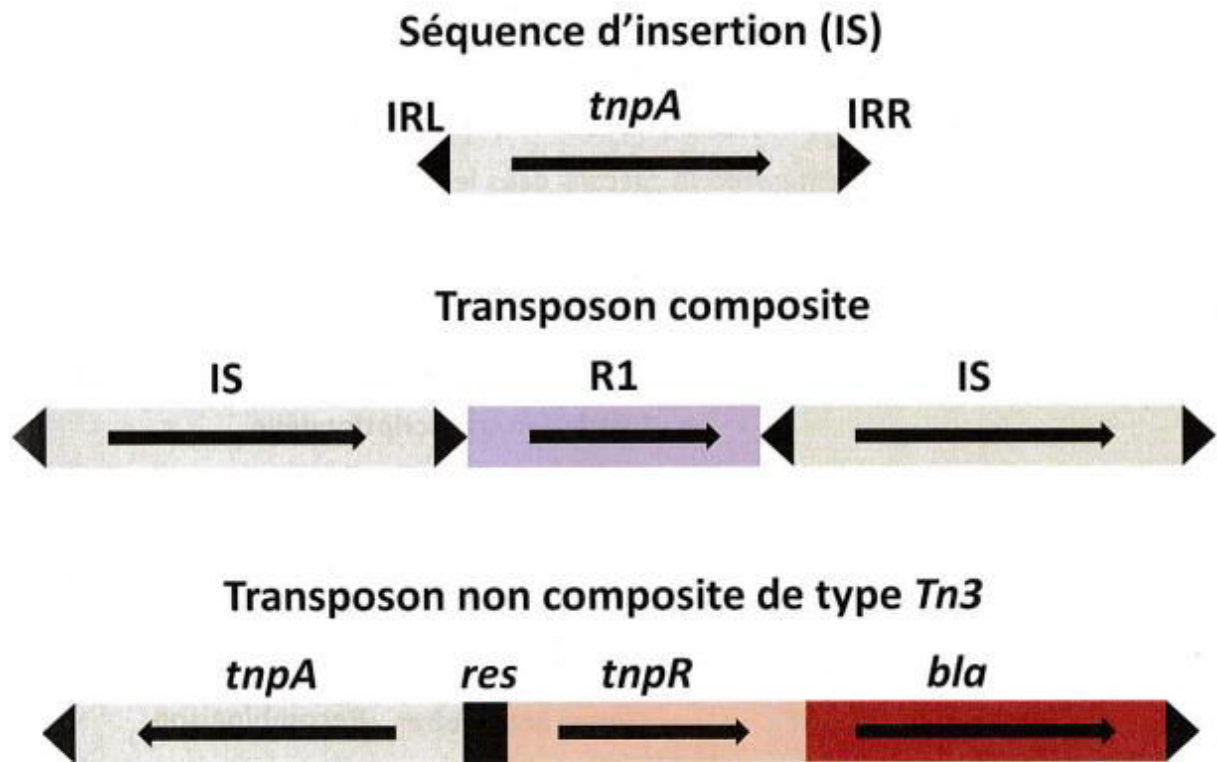 Séquence d'insertion (IS)
IRL tnpA IRR
Transposon composite
IS R1 IS
Transposon non composite de type Tn3
tnpA res tnpR bla